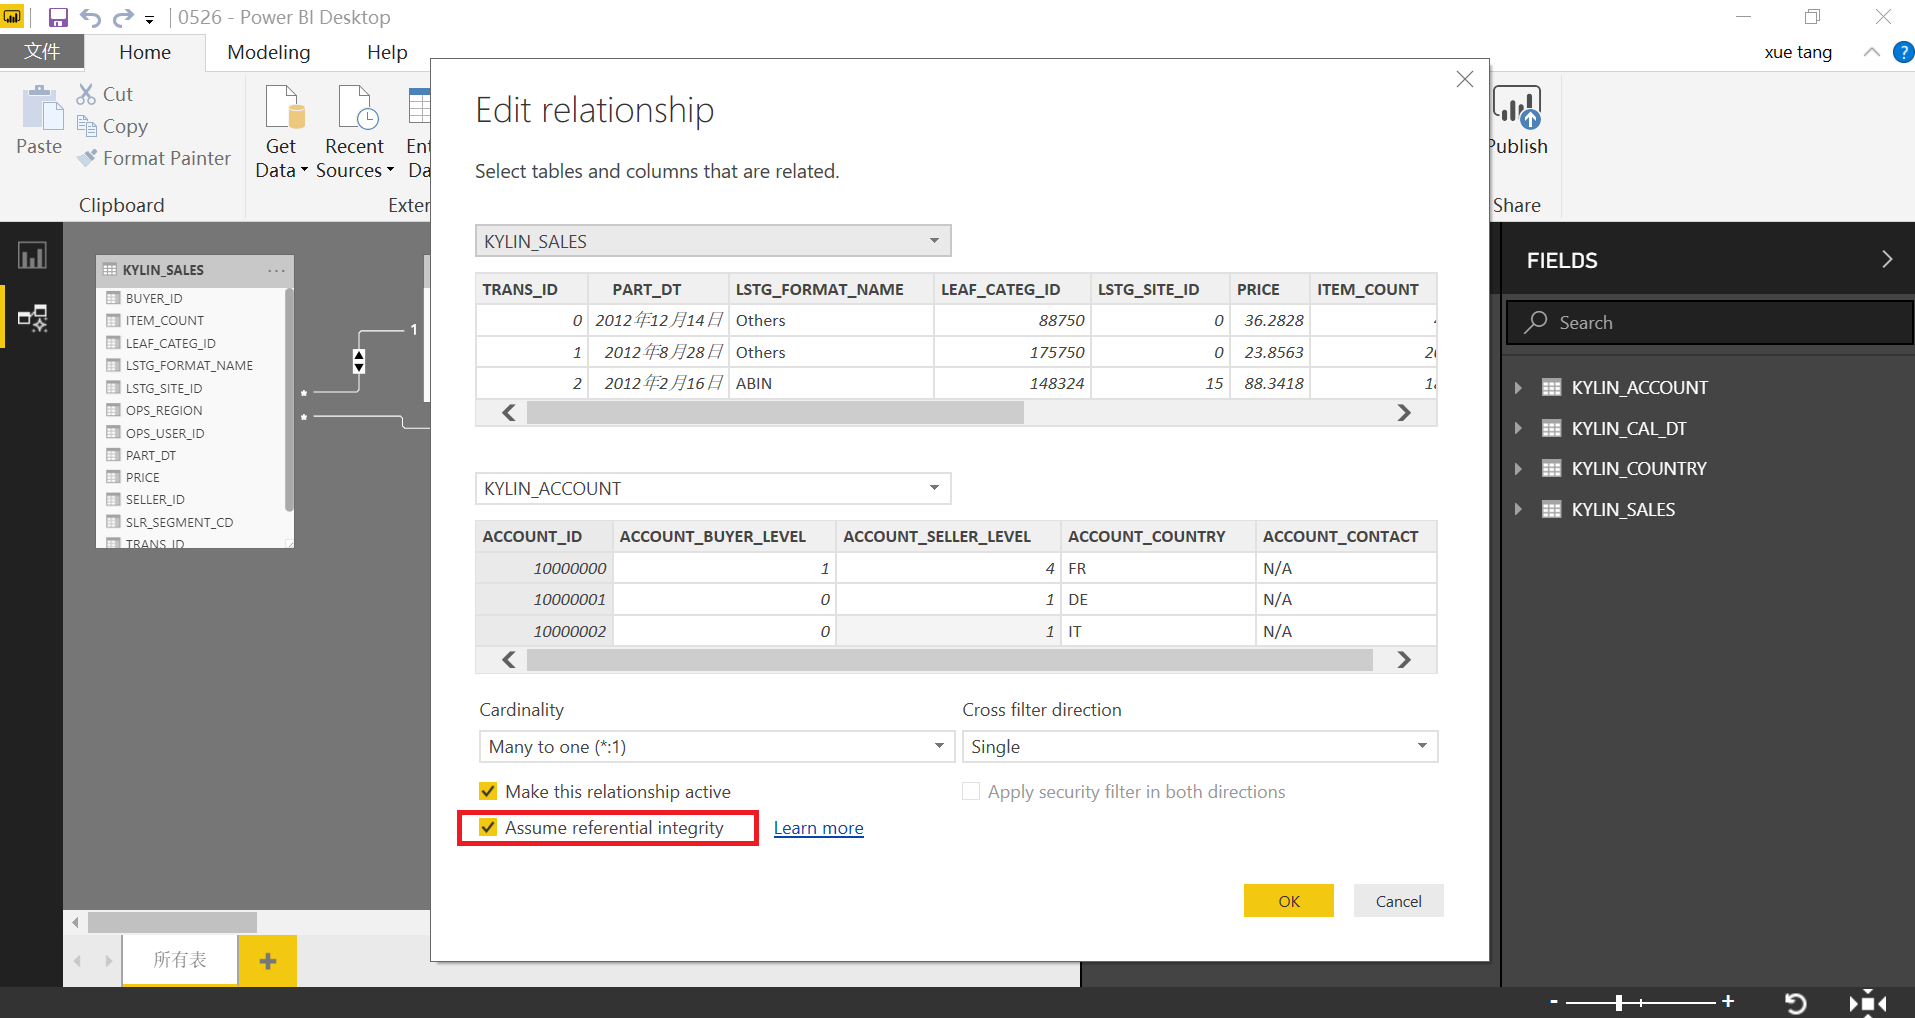 0526 - Power BI Desktop
文件 Home Modeling Help xue tang ?
Paste
Cut
Copy
Format Painter
Clipboard
Get
Data
Recent
Sources
Ent
Da
Exter
Publish
Share
KYLIN_SALES ...
BUYER_ID
ITEM_COUNT
LEAF_CATEG_ID
LSTG_FORMAT_NAME
LSTG_SITE_ID
OPS_REGION
OPS_USER_ID
PART_DT
PRICE
SELLER_ID
SLR_SEGMENT_CD
TRANS_ID
1
*
*
所有表 +
Edit relationship
Select tables and columns that are related.
KYLIN_SALES
TRANS_ID PART_DT LSTG_FORMAT_NAME LEAF_CATEG_ID LSTG_SITE_ID PRICE ITEM_COUNT
0 2012年12月14日 Others 88750 0 36.2828
1 2012年8月28日 Others 175750 0 23.8563
2 2012年2月16日 ABIN 148324 15 88.3418
KYLIN_ACCOUNT
ACCOUNT_ID ACCOUNT_BUYER_LEVEL ACCOUNT_SELLER_LEVEL ACCOUNT_COUNTRY ACCOUNT_CONTACT
10000000 1 4 FR N/A
10000001 0 1 DE N/A
10000002 0 1 IT N/A
Cardinality Cross filter direction
Many to one (*:1) Single
Make this relationship active Apply security filter in both directions
Assume referential integrity Learn more
OK Cancel
FIELDS
Search
KYLIN_ACCOUNT
KYLIN_CAL_DT
KYLIN_COUNTRY
KYLIN_SALES
- +